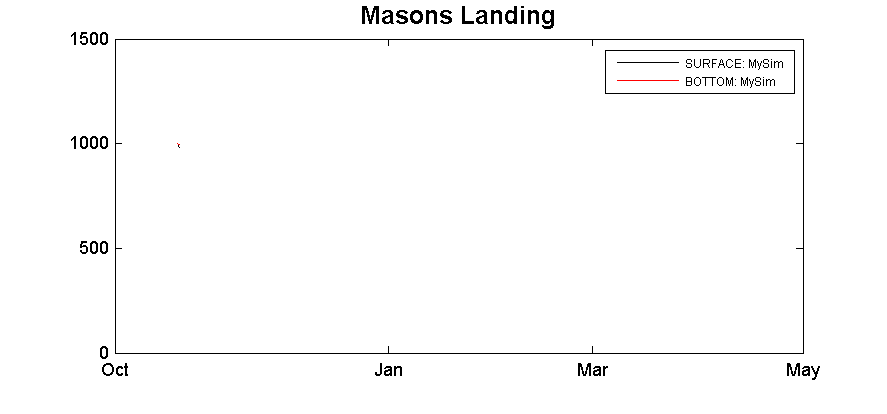 Masons Landing
1500
SURFACE: MySim
BOTTOM: MySim
1000
500
0
Oct Jan Mar May